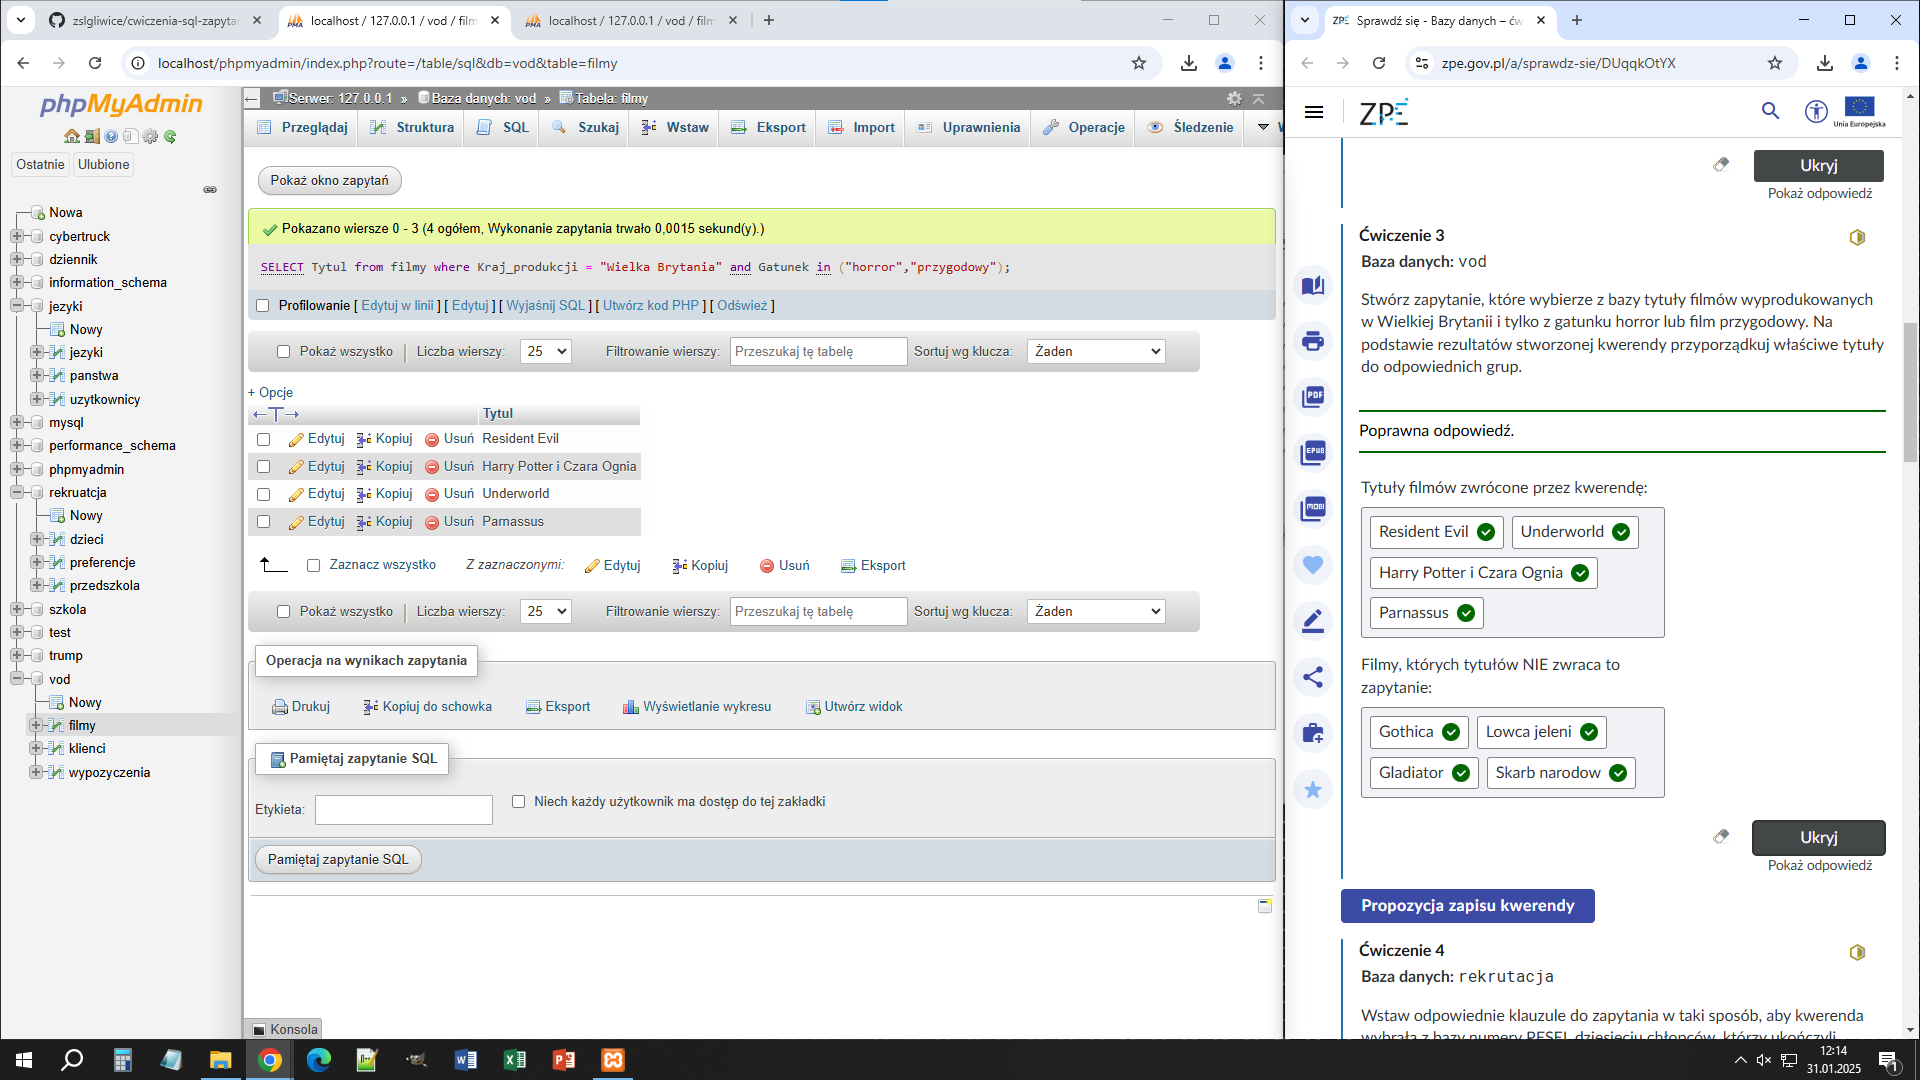 zslgliwice/cwiczenia-sql-zapyta
localhost / 127.0.0.1 / vod / film
localhost / 127.0.0.1 / vod / film
localhost/phpmyadmin/index.php?route=/table/sql&db=vod&table=filmy
phpMyAdmin
Ostatnie
Ulubione
Nowa
cybertruck
dziennik
information_schema
jezyki
Nowy
jezyki
panstwa
uzytkownicy
mysql
performance_schema
phpmyadmin
rekruatcja
Nowy
dzieci
preferencje
przedszkola
szkola
test
trump
vod
Nowy
filmy
klienci
wypozyczenia
Serwer: 127.0.0.1 » Baza danych: vod » Tabela: filmy
Przeglądaj Struktura SQL Szukaj Wstaw Eksport Import Uprawnienia Operacje Śledzenie W
Pokaż okno zapytań
Pokazano wiersze 0 - 3 (4 ogółem, Wykonanie zapytania trwało 0,0015 sekund(y).)
SELECT Tytul from filmy where Kraj_produkcji = "Wielka Brytania" and Gatunek in ("horror","przygodowy");
Profilowanie [ Edytuj w linii ] [ Edytuj ] [ Wyjaśnij SQL ] [ Utwórz kod PHP ] [ Odśwież ]
Pokaż wszystko Liczba wierszy: 25 Filtrowanie wierszy: Przeszukaj tę tabelę Sortuj wg klucza: Żaden
+ Opcje
←T→ Tytul
Edytuj Kopiuj Usuń Resident Evil
Edytuj Kopiuj Usuń Harry Potter i Czara Ognia
Edytuj Kopiuj Usuń Underworld
Edytuj Kopiuj Usuń Parnassus
Zaznacz wszystko Z zaznaczonymi: Edytuj Kopiuj Usuń Eksport
Pokaż wszystko Liczba wierszy: 25 Filtrowanie wierszy: Przeszukaj tę tabelę Sortuj wg klucza: Żaden
Operacja na wynikach zapytania
Drukuj Kopiuj do schowka Eksport Wyświetlanie wykresu Utwórz widok
Pamiętaj zapytanie SQL
Etykieta: Niech każdy użytkownik ma dostęp do tej zakładki
Pamiętaj zapytanie SQL
Konsola
ZPE Sprawdź się - Bazy danych – ćw
zpe.gov.pl/a/sprawdz-sie/DUqqkOtYX
ZPE
Unia Europejska
Ukryj
Pokaż odpowiedź
Ćwiczenie 3
Baza danych: vod
Stwórz zapytanie, które wybierze z bazy tytuły filmów wyprodukowanych
w Wielkiej Brytanii i tylko z gatunku horror lub film przygodowy. Na
podstawie rezultatów stworzonej kwerendy przyporządkuj właściwe tytuły
do odpowiednich grup.
Poprawna odpowiedź.
Tytuły filmów zwrócone przez kwerendę:
Resident Evil Underworld
Harry Potter i Czara Ognia
Parnassus
Filmy, których tytułów NIE zwraca to
zapytanie:
Gothica Lowca jeleni
Gladiator Skarb narodow
Ukryj
Pokaż odpowiedź
Propozycja zapisu kwerendy
Ćwiczenie 4
Baza danych: rekrutacja
Wstaw odpowiednie klauzule do zapytania w taki sposób, aby kwerenda
wybrała z bazy numery PESEL dziesięciu chłopców, którzy ukończyli
PDF
EPUB
MOBI
12:14
31.01.2025
1